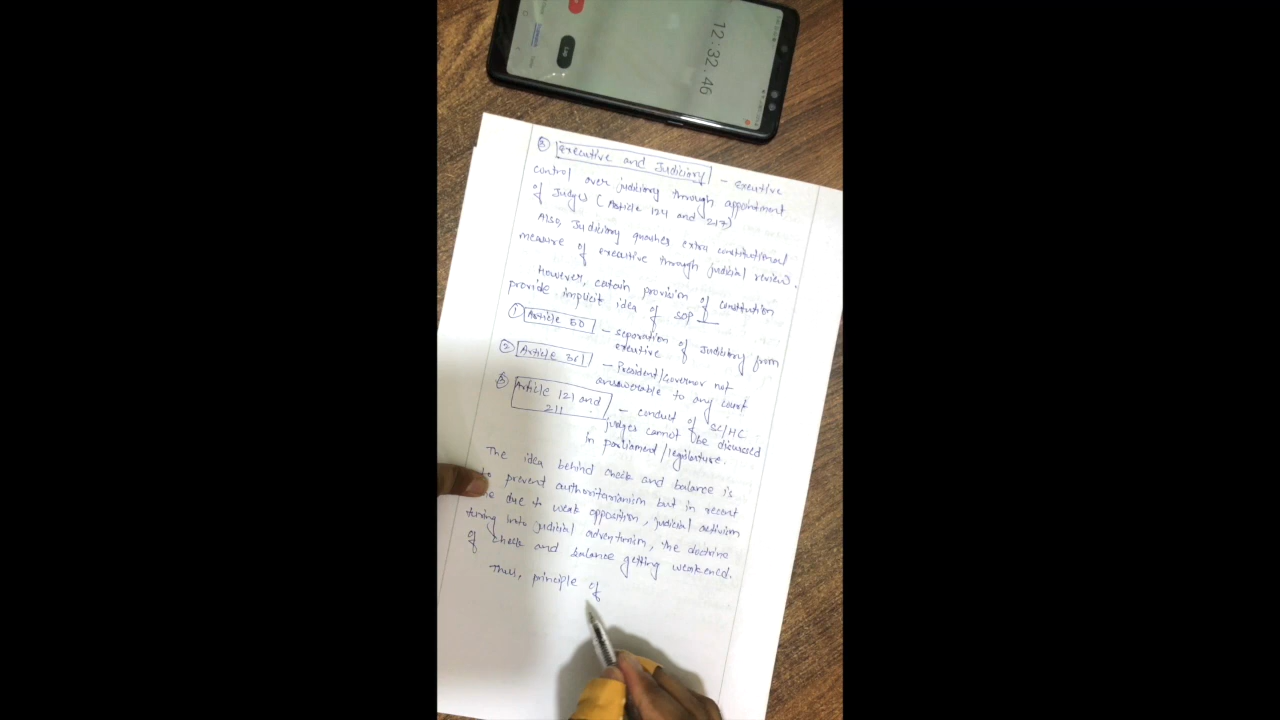 12:32.46
LAP
③ Executive and Judiciary - executive
control over judiciary through appointment
of Judges (Article 124 and 217)
Also, Judiciary quashes extra constitutional
measure of executive through judicial review.
However, certain provision of constitution
provide implicit idea of SOP
① Article 50 - separation of Judiciary from
executive
② Article 361 - President/Governor not
answerable to any court
③ Article 121 and
211 - conduct of SC/HC
judges cannot be discussed
in parliament/legislature.
The idea behind check and balance is
to prevent authoritarianism but in recent
due to weak opposition, judicial activism
turing into judicial adventurism, the doctrine
of check and balance getting weakened.
Thus, principle of